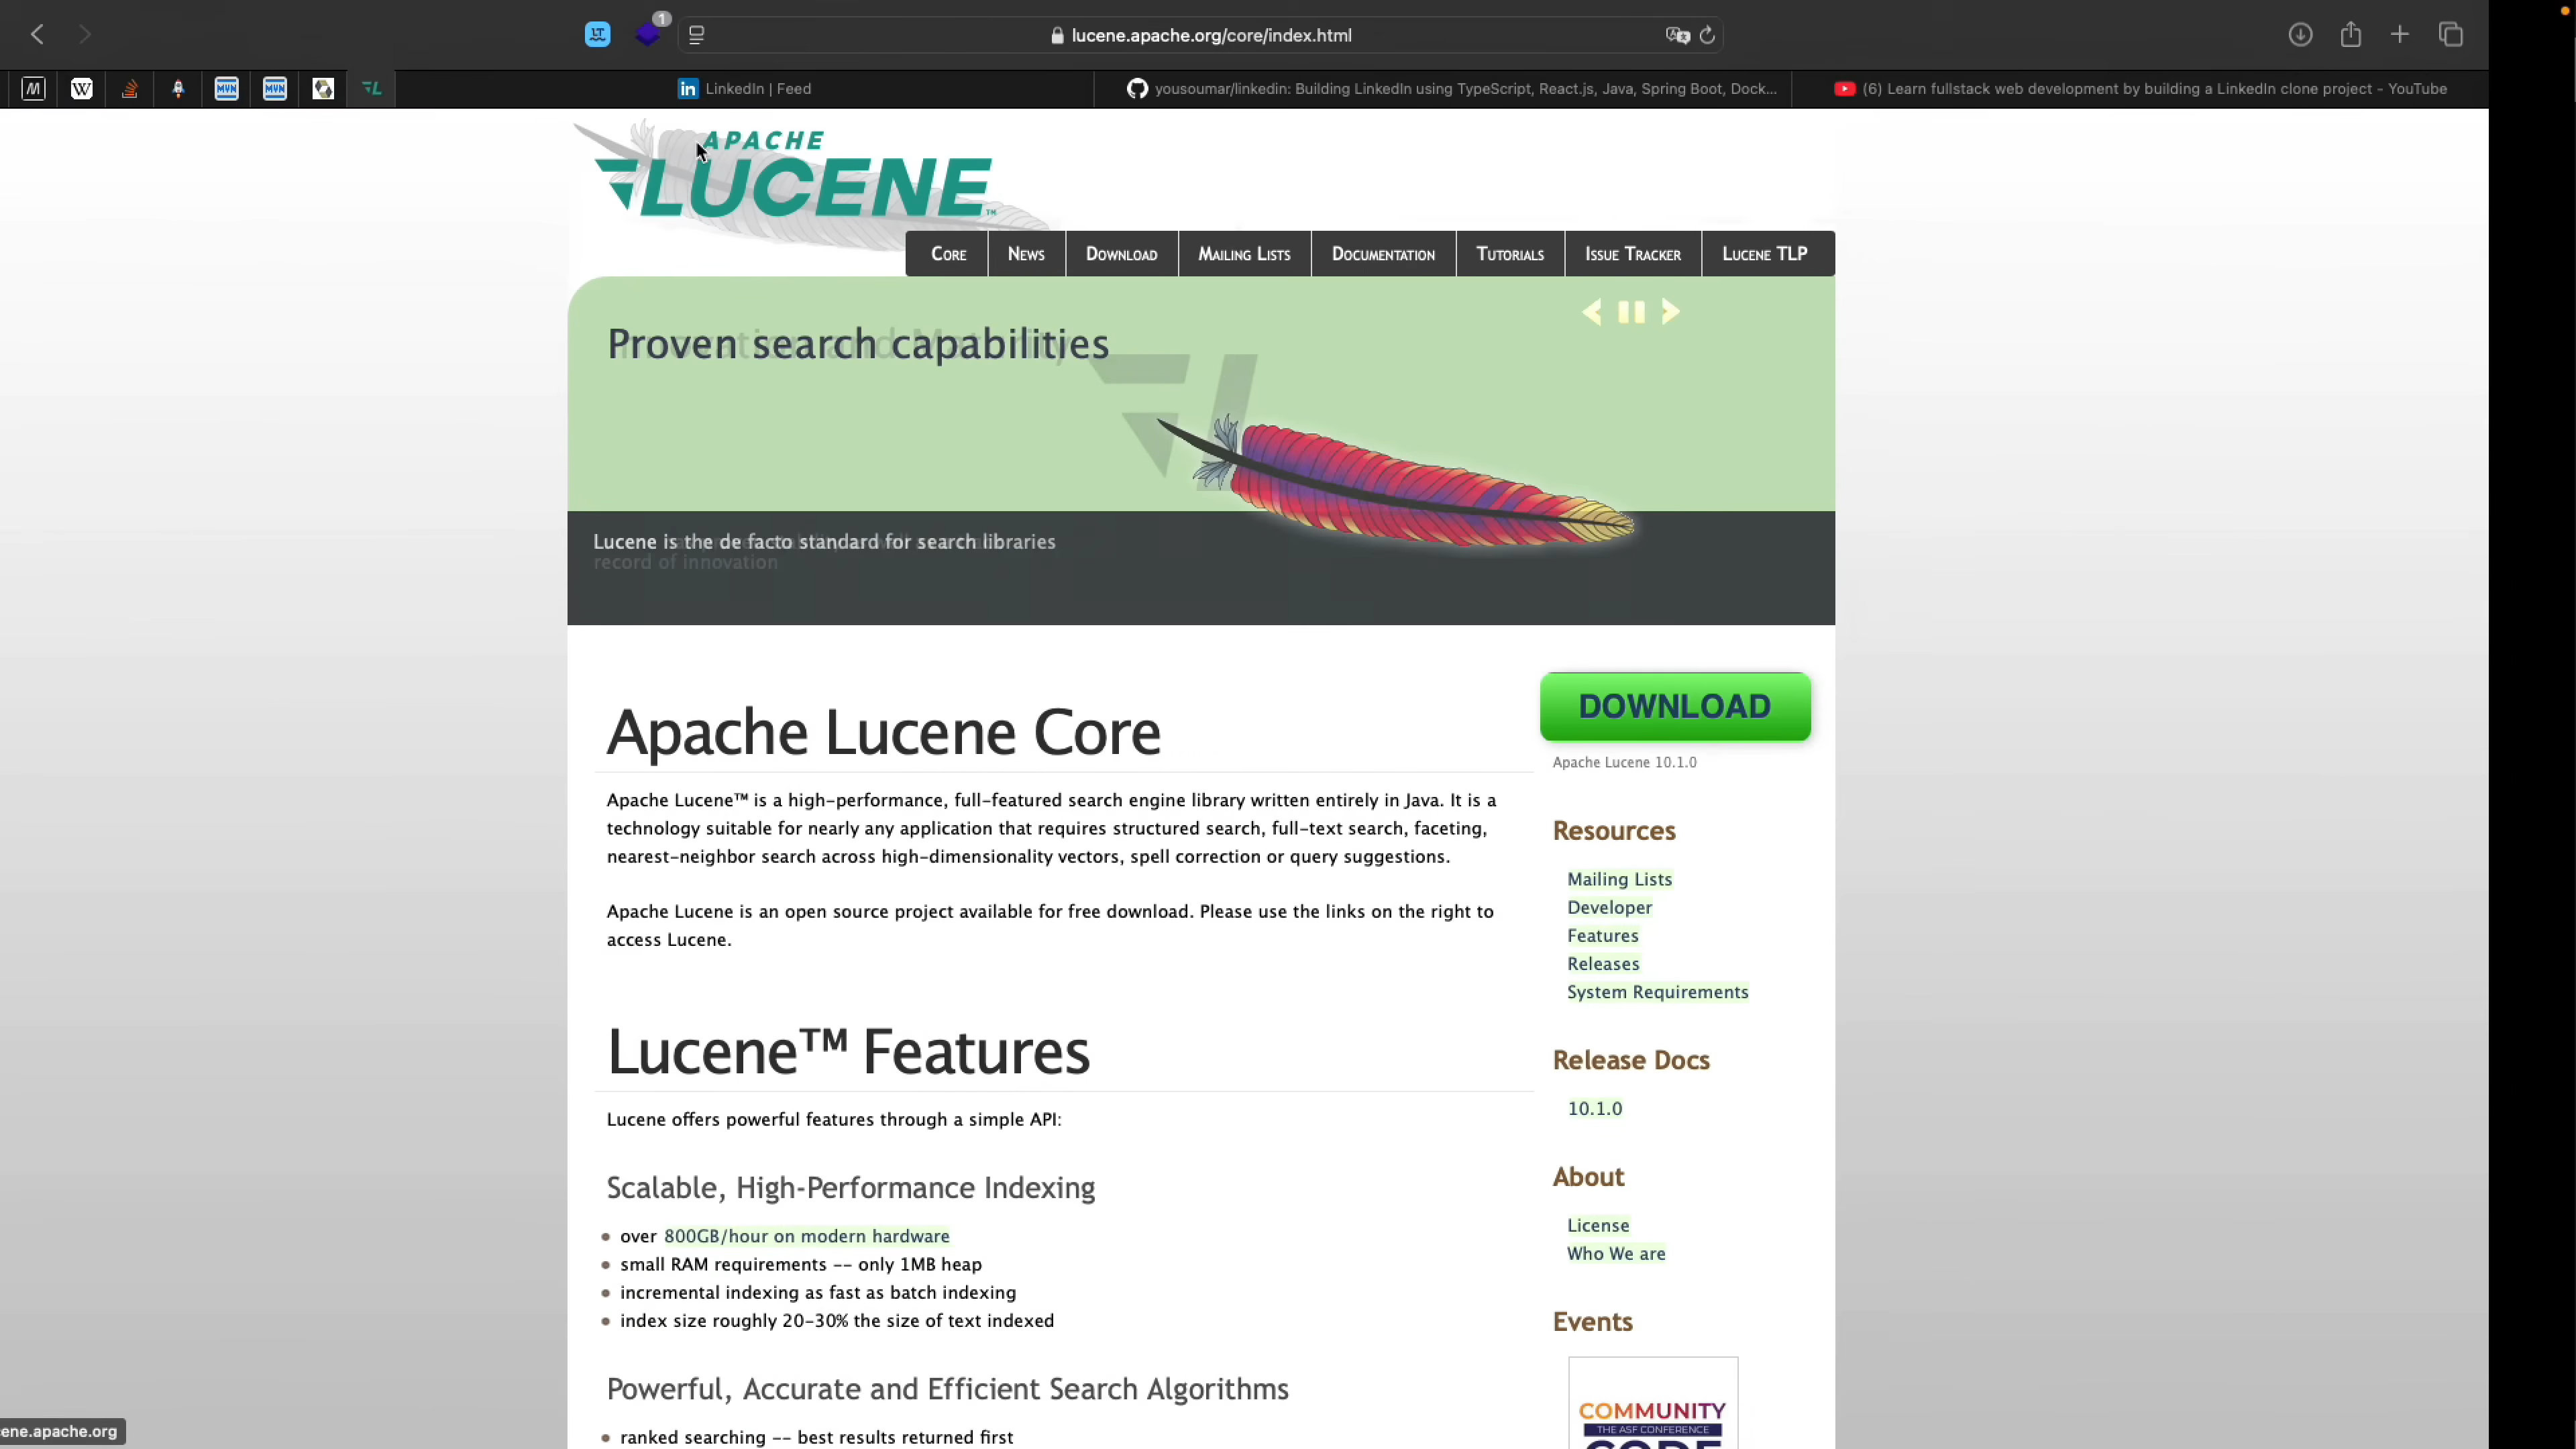 1
lucene.apache.org/core/index.html
LinkedIn | Feed
yousoumar/linkedin: Building LinkedIn using TypeScript, React.js, Java, Spring Boot, Dock...
(6) Learn fullstack web development by building a LinkedIn clone project - YouTube
APACHE
LUCENE™
Core
News
Download
Mailing Lists
Documentation
Tutorials
Issue Tracker
Lucene TLP
Proven search capabilities
Lucene is the de facto standard for search libraries
record of innovation
Apache Lucene Core
Apache Lucene™ is a high-performance, full-featured search engine library written entirely in Java. It is a
technology suitable for nearly any application that requires structured search, full-text search, faceting,
nearest-neighbor search across high-dimensionality vectors, spell correction or query suggestions.
Apache Lucene is an open source project available for free download. Please use the links on the right to
access Lucene.
Lucene™ Features
Lucene offers powerful features through a simple API:
Scalable, High-Performance Indexing
over 800GB/hour on modern hardware
small RAM requirements -- only 1MB heap
incremental indexing as fast as batch indexing
index size roughly 20-30% the size of text indexed
Powerful, Accurate and Efficient Search Algorithms
ranked searching -- best results returned first
DOWNLOAD
Apache Lucene 10.1.0
Resources
Mailing Lists
Developer
Features
Releases
System Requirements
Release Docs
10.1.0
About
License
Who We are
Events
COMMUNITY
THE ASF CONFERENCE
CODE
ene.apache.org